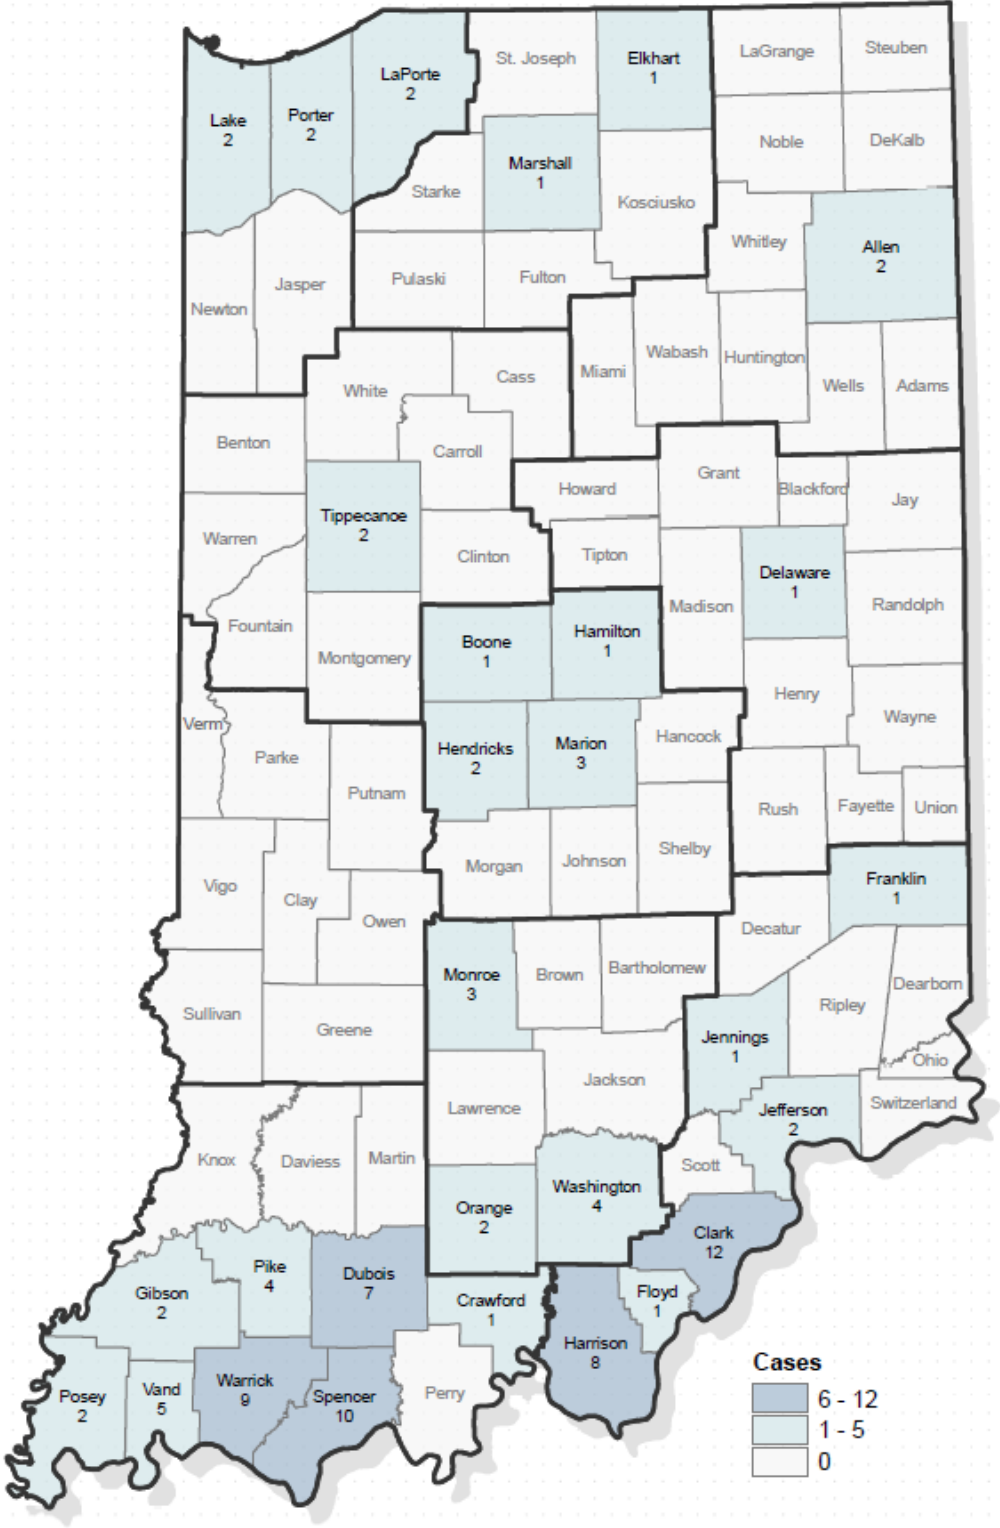 St. Joseph
Elkhart
1
LaGrange
Steuben
LaPorte
2
Lake
2
Porter
2
Marshall
1
Noble
DeKalb
Starke
Kosciusko
Whitley
Allen
2
Newton
Jasper
Pulaski
Fulton
Miami
Wabash
Huntington
Wells
Adams
White
Cass
Benton
Carroll
Grant
Howard
Blackford
Jay
Warren
Tippecanoe
2
Clinton
Tipton
Delaware
1
Madison
Randolph
Fountain
Montgomery
Boone
1
Hamilton
1
Henry
Wayne
Verm
Parke
Putnam
Hendricks
2
Marion
3
Hancock
Rush
Fayette
Union
Vigo
Clay
Owen
Morgan
Johnson
Shelby
Franklin
1
Decatur
Monroe
3
Brown
Bartholomew
Dearborn
Ripley
Sullivan
Greene
Jennings
1
Ohio
Jackson
Lawrence
Jefferson
2
Switzerland
Knox
Daviess
Martin
Scott
Orange
2
Washington
4
Clark
12
Gibson
2
Pike
4
Dubois
7
Crawford
1
Floyd
1
Harrison
8
Posey
2
Vand
5
Warrick
9
Spencer
10
Perry
Cases
6 - 12
1 - 5
0